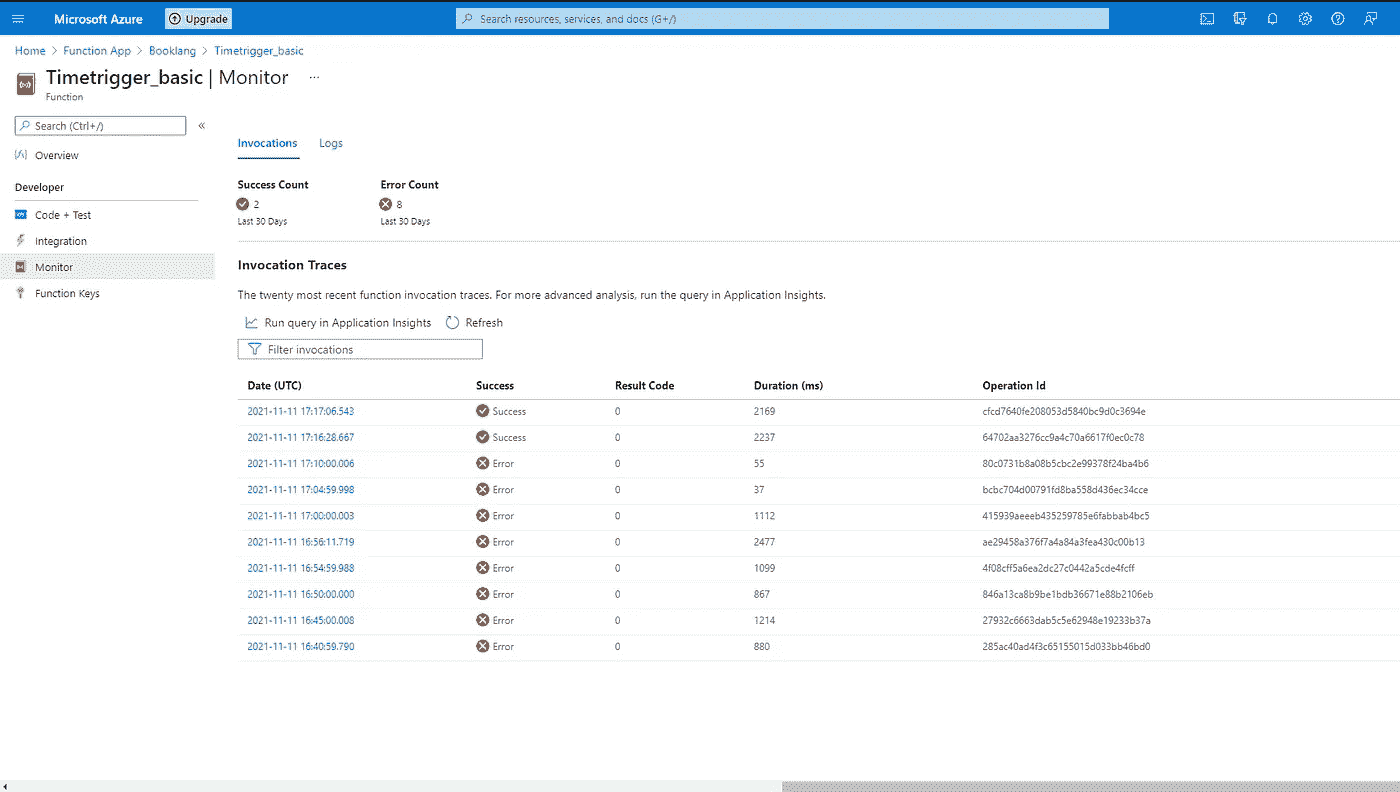 Microsoft Azure Upgrade Search resources, services, and docs (G+/)
Home > Function App > Booklang > Timetrigger_basic
Timetrigger_basic | Monitor ...
Function
Search (Ctrl+/) «
Overview
Developer
Code + Test
Integration
Monitor
Function Keys
Invocations Logs
Success Count Error Count
2 8
Last 30 Days Last 30 Days
Invocation Traces
The twenty most recent function invocation traces. For more advanced analysis, run the query in Application Insights.
Run query in Application Insights Refresh
Filter invocations
Date (UTC) Success Result Code Duration (ms) Operation Id
2021-11-11 17:17:06.543 Success 0 2169 cfcd7640fe208053d5840bc9d0c3694e
2021-11-11 17:16:28.667 Success 0 2237 64702aa3276cc9a4c70a6617f0ec0c78
2021-11-11 17:10:00.006 Error 0 55 80c0731b8a08b5cbc2e99378f24ba4b6
2021-11-11 17:04:59.998 Error 0 37 bcbc704d00791fd8ba558d436ec34cce
2021-11-11 17:00:00.003 Error 0 1112 415939aeeeb435259785e6fabbab4bc5
2021-11-11 16:56:11.719 Error 0 2477 ae29458a376f7a4a84a3fea430c00b13
2021-11-11 16:54:59.988 Error 0 1099 4f08cff5a6ea2dc27c0442a5cde4fcff
2021-11-11 16:50:00.000 Error 0 867 846a13ca8b9be1bdb36671e88b2106eb
2021-11-11 16:45:00.008 Error 0 1214 27932c6663dab5c5e62948e19233b37a
2021-11-11 16:40:59.790 Error 0 880 285ac40ad4f3c65155015d033bb46bd0